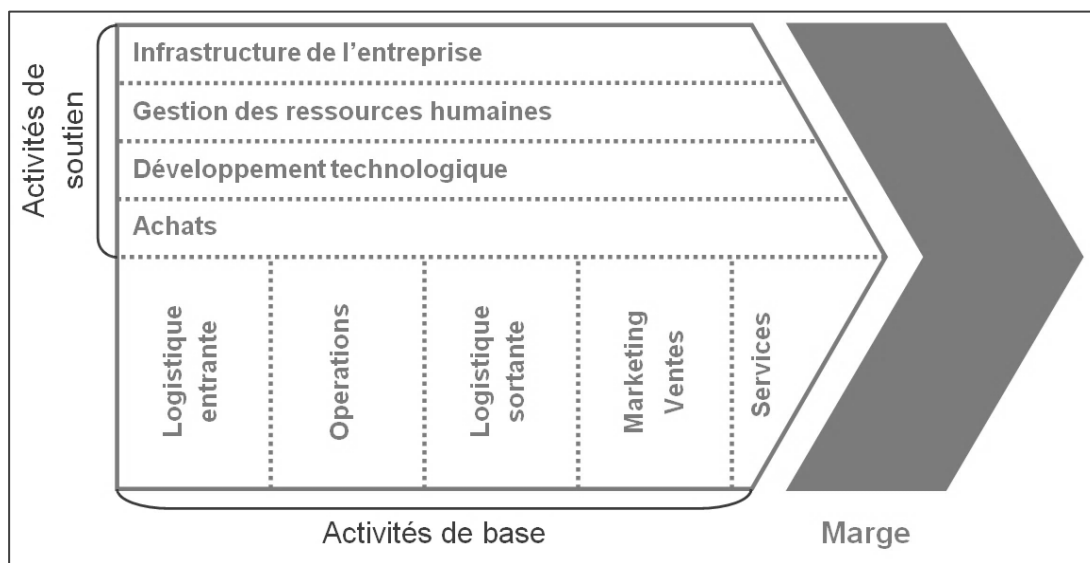 Activités de
soutien
Infrastructure de l’entreprise
Gestion des ressources humaines
Développement technologique
Achats
Logistique
entrante
Operations
Logistique
sortante
Marketing
Ventes
Services
Activités de base
Marge